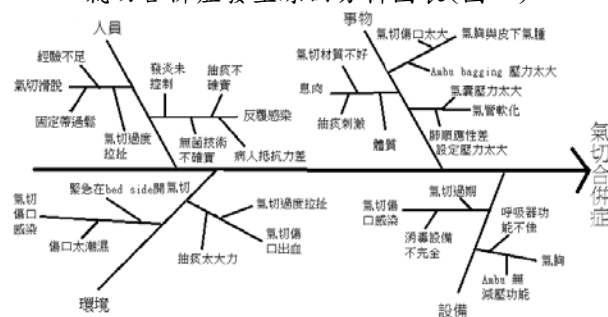 人員
經驗不足
氣切滑脫
固定帶過鬆
氣切過度
拉扯
發炎未
控制
抽痰不
確實
反覆感染
無菌技術
不確實
病人抵抗力差
事物
氣切傷口太大
氣胸與皮下氣腫
Ambu bagging 壓力太大
氣切材質不好
息肉
抽痰刺激
體質
氣囊壓力太大
氣管軟化
肺順應性差
設定壓力太大
氣切合併症
環境
緊急在bed side開氣切
氣切
傷口
感染
傷口太潮濕
氣切過度拉扯
氣切傷
口出血
抽痰太大力
設備
氣切過期
氣切傷
口感染
消毒設備
不完全
呼吸器功
能不佳
氣胸
Ambu 無
減壓功能